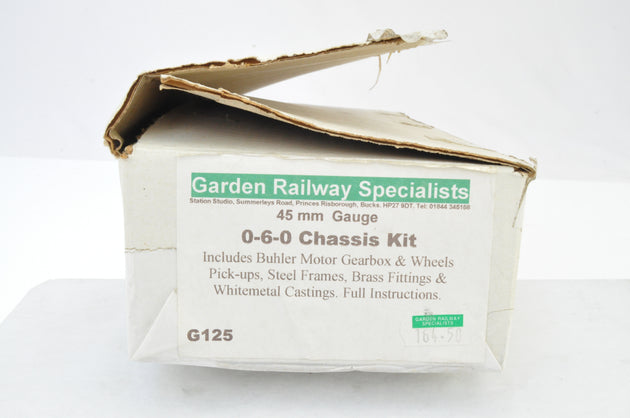 Garden Railway Specialists
Station Studio, Summerleys Road, Princes Risborough, Bucks. HP27 9DT. Tel: 01844 345158
45 mm Gauge
0-6-0 Chassis Kit
Includes Buhler Motor Gearbox & Wheels
Pick-ups, Steel Frames, Brass Fittings &
Whitemetal Castings. Full Instructions.
GARDEN RAILWAY
SPECIALISTS
164.50
G125